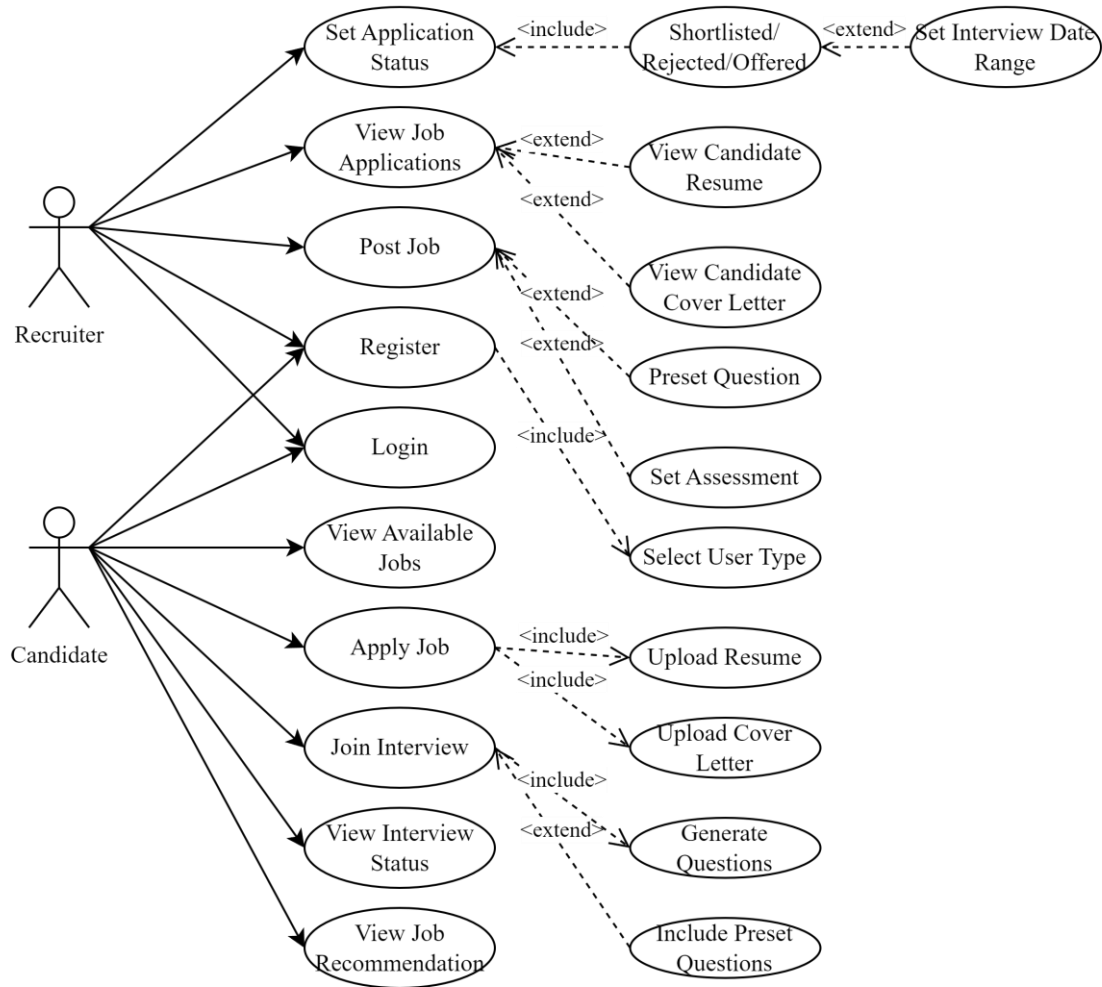 Set Application
Status
<include>
Shortlisted/
Rejected/Offered
<extend>
Set Interview Date
Range
View Job
Applications
<extend>
View Candidate
Resume
<extend>
View Candidate
Cover Letter
Recruiter
Post Job
<extend>
Preset Question
<extend>
Set Assessment
Register
<include>
Select User Type
Login
Candidate
View Available
Jobs
Apply Job
<include>
Upload Resume
<include>
Upload Cover
Letter
Join Interview
<include>
Generate
Questions
<extend>
Include Preset
Questions
View Interview
Status
View Job
Recommendation